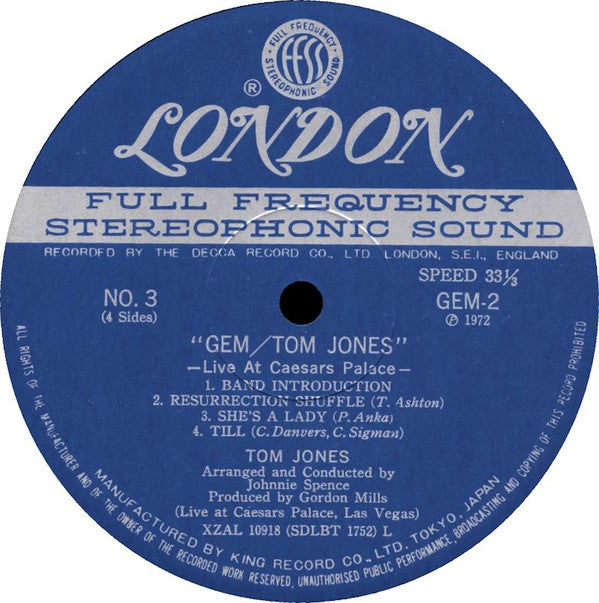 FULL FREQUENCY
FFSS
STEREOPHONIC SOUND
®
LONDON
FULL FREQUENCY
STEREOPHONIC SOUND
RECORDED BY THE DECCA RECORD CO., LTD. LONDON, S.E.I., ENGLAND
SPEED 33⅓
NO. 3
(4 Sides)
GEM-2
℗ 1972
"GEM/TOM JONES"
—Live At Caesars Palace—
1. BAND INTRODUCTION
2. RESURRECTION SHUFFLE (T. Ashton)
3. SHE'S A LADY (P. Anka)
4. TILL (C. Danvers, C. Sigman)
TOM JONES
Arranged and Conducted by
Johnnie Spence
Produced by Gordon Mills
(Live at Caesars Palace, Las Vegas)
XZAL 10918 (SDLBT 1752) L
MANUFACTURED BY KING RECORD CO., LTD. TOKYO, JAPAN
ALL RIGHTS OF THE MANUFACTURER AND OF THE OWNER OF THE RECORDED WORK RESERVED, UNAUTHORISED PUBLIC PERFORMANCE, BROADCASTING AND COPYING OF THIS RECORD PROHIBITED